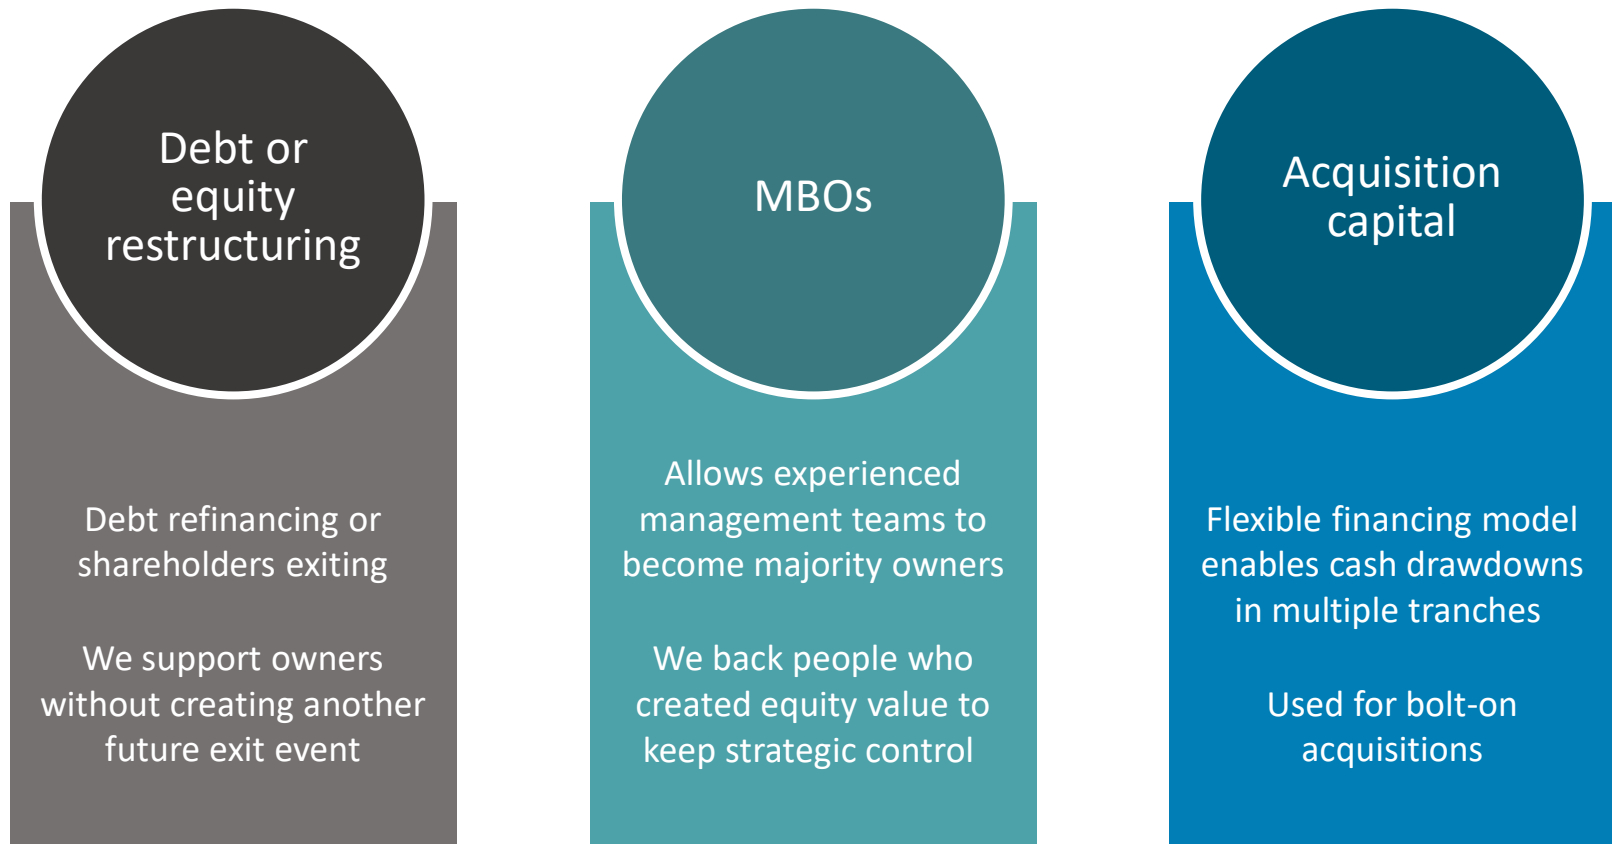 Debt or
equity
restructuring
Debt refinancing or
shareholders exiting
We support owners
without creating another
future exit event
MBOs
Allows experienced
management teams to
become majority owners
We back people who
created equity value to
keep strategic control
Acquisition
capital
Flexible financing model
enables cash drawdowns
in multiple tranches
Used for bolt-on
acquisitions